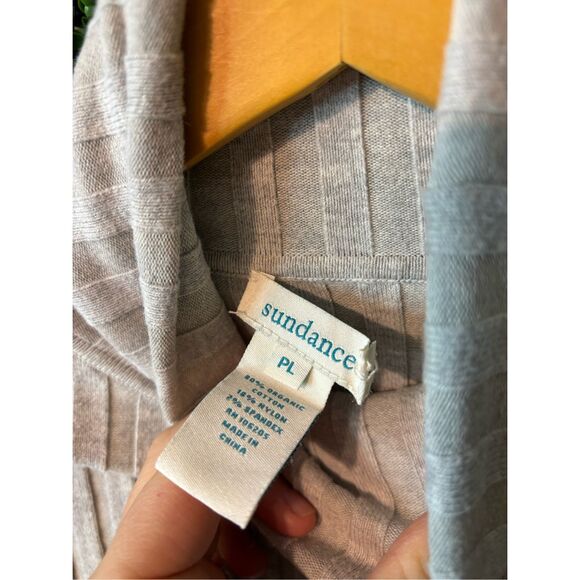 sundance
PL
80% ORGANIC
COTTON
18% NYLON
2% SPANDEX
RN 106205
MADE IN
CHINA